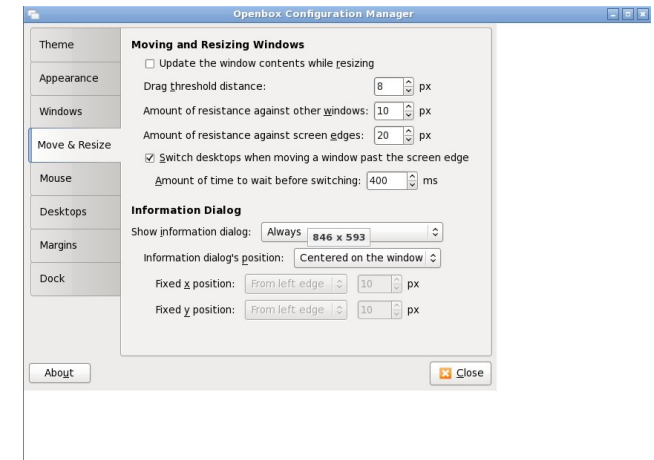 Openbox Configuration Manager
Theme
Appearance
Windows
Move & Resize
Mouse
Desktops
Margins
Dock
Moving and Resizing Windows
Update the window contents while resizing
Drag threshold distance: 8 px
Amount of resistance against other windows: 10 px
Amount of resistance against screen edges: 20 px
Switch desktops when moving a window past the screen edge
Amount of time to wait before switching: 400 ms
Information Dialog
Show information dialog: Always
846 x 593
Information dialog's position: Centered on the window
Fixed x position: From left edge 10 px
Fixed y position: From left edge 10 px
About
Close